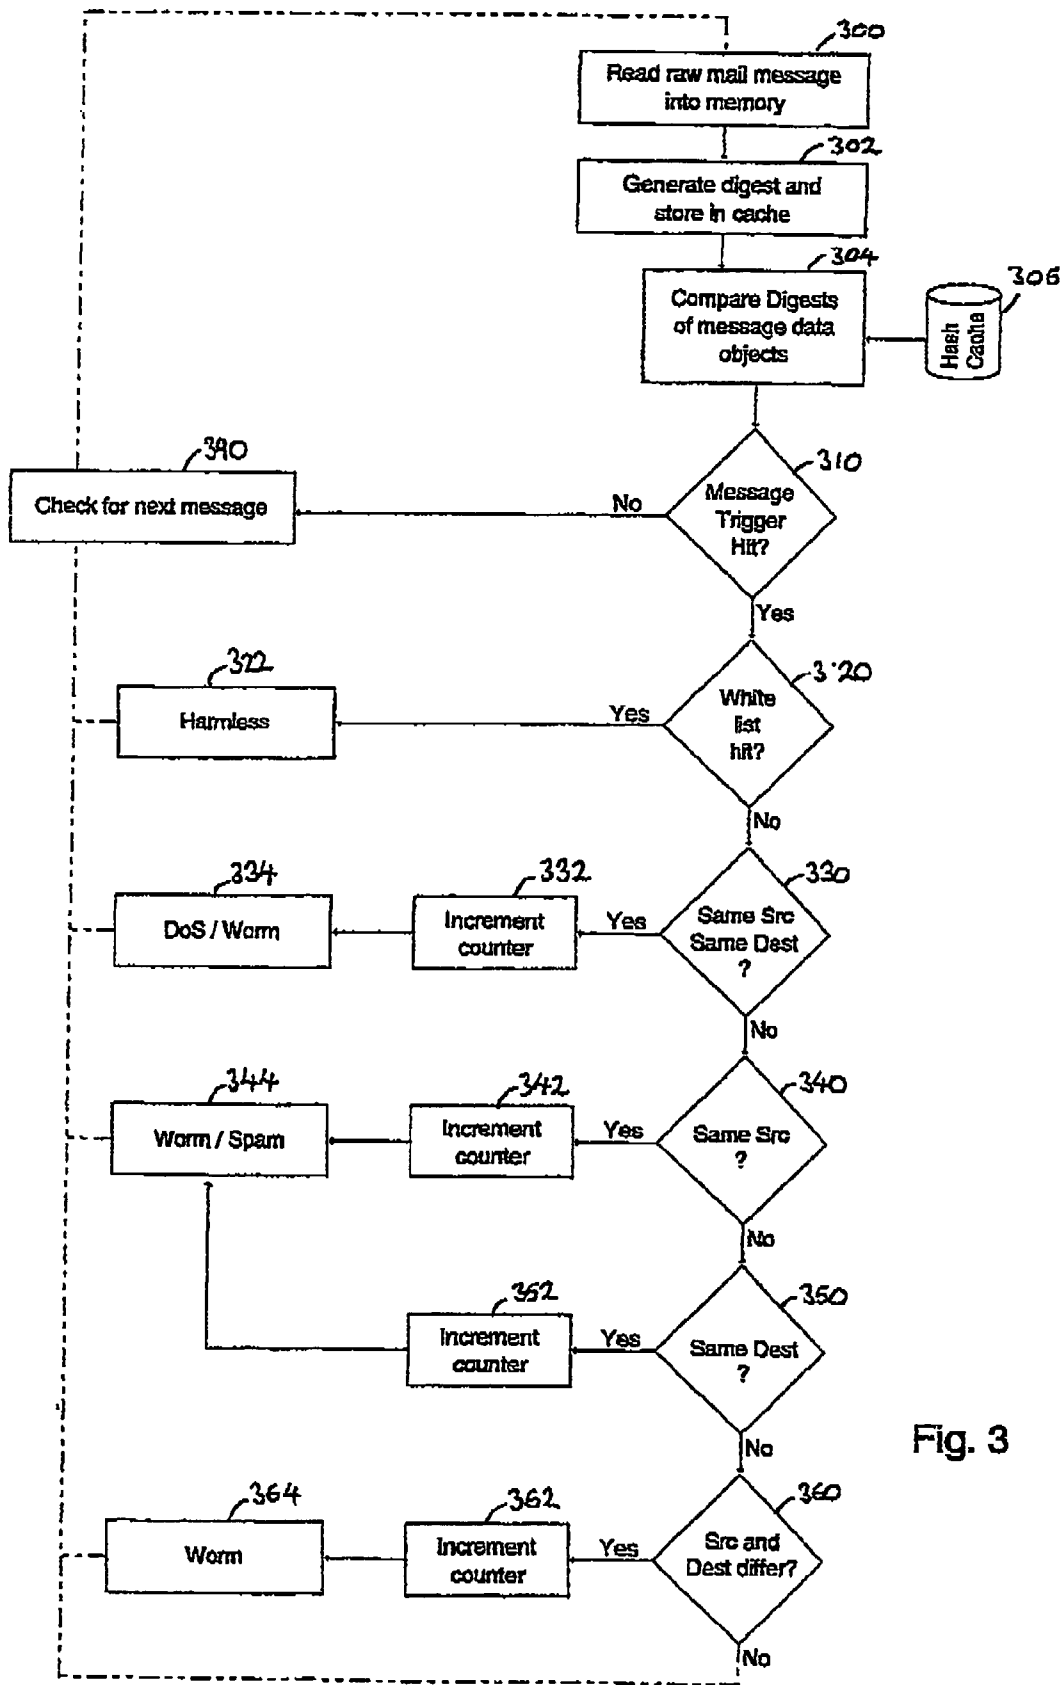 300
Read raw mail message
into memory
302
Generate digest and
store in cache
304
Compare Digests
of message data
objects
306
Hash
Cache
390
Check for next message
No
310
Message
Trigger
Hit?
Yes
322
Harmless
Yes
320
White
list
hit?
No
334
DoS / Worm
332
Increment
counter
Yes
330
Same Src
Same Dest
?
No
344
Worm / Spam
342
Increment
counter
Yes
340
Same Src
?
No
352
Increment
counter
Yes
350
Same Dest
?
No
Fig. 3
364
Worm
362
Increment
counter
Yes
360
Src and
Dest differ?
No